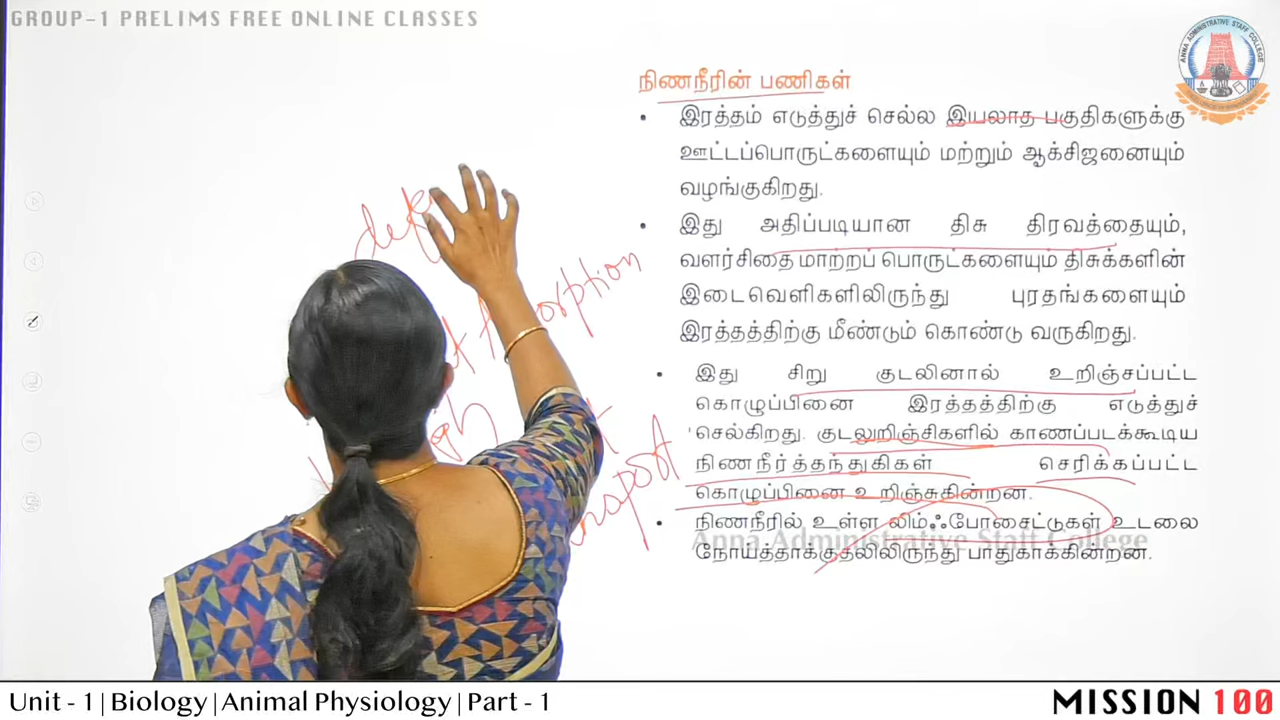 GROUP-1 PRELIMS FREE ONLINE CLASSES
ANNA ADMINISTRATIVE STAFF COLLEGE
நிணநீரின் பணிகள்
• இரத்தம் எடுத்துச் செல்ல இயலாத பகுதிகளுக்கு
ஊட்டப்பொருட்களையும் மற்றும் ஆக்சிஜனையும்
வழங்குகிறது.
• இது அதிப்படியான திசு திரவத்தையும்,
வளர்சிதை மாற்றப் பொருட்களையும் திசுக்களின்
இடைவெளிகளிலிருந்து புரதங்களையும்
இரத்தத்திற்கு மீண்டும் கொண்டு வருகிறது.
• இது சிறு குடலினால் உறிஞ்சப்பட்ட
கொழுப்பினை இரத்தத்திற்கு எடுத்துச்
செல்கிறது. குடலுறிஞ்சிகளில் காணப்படக்கூடிய
நிணநீர்த்தந்துகிகள் செரிக்கப்பட்ட
கொழுப்பினை உறிஞ்சுகின்றன.
• நிணநீரில் உள்ள லிம்ஃபோசைட்டுகள் உடலை
நோய்த்தாக்குதலிலிருந்து பாதுகாக்கின்றன.
Anna Administrative Staff College
Unit - 1 | Biology | Animal Physiology | Part - 1
MISSION 100